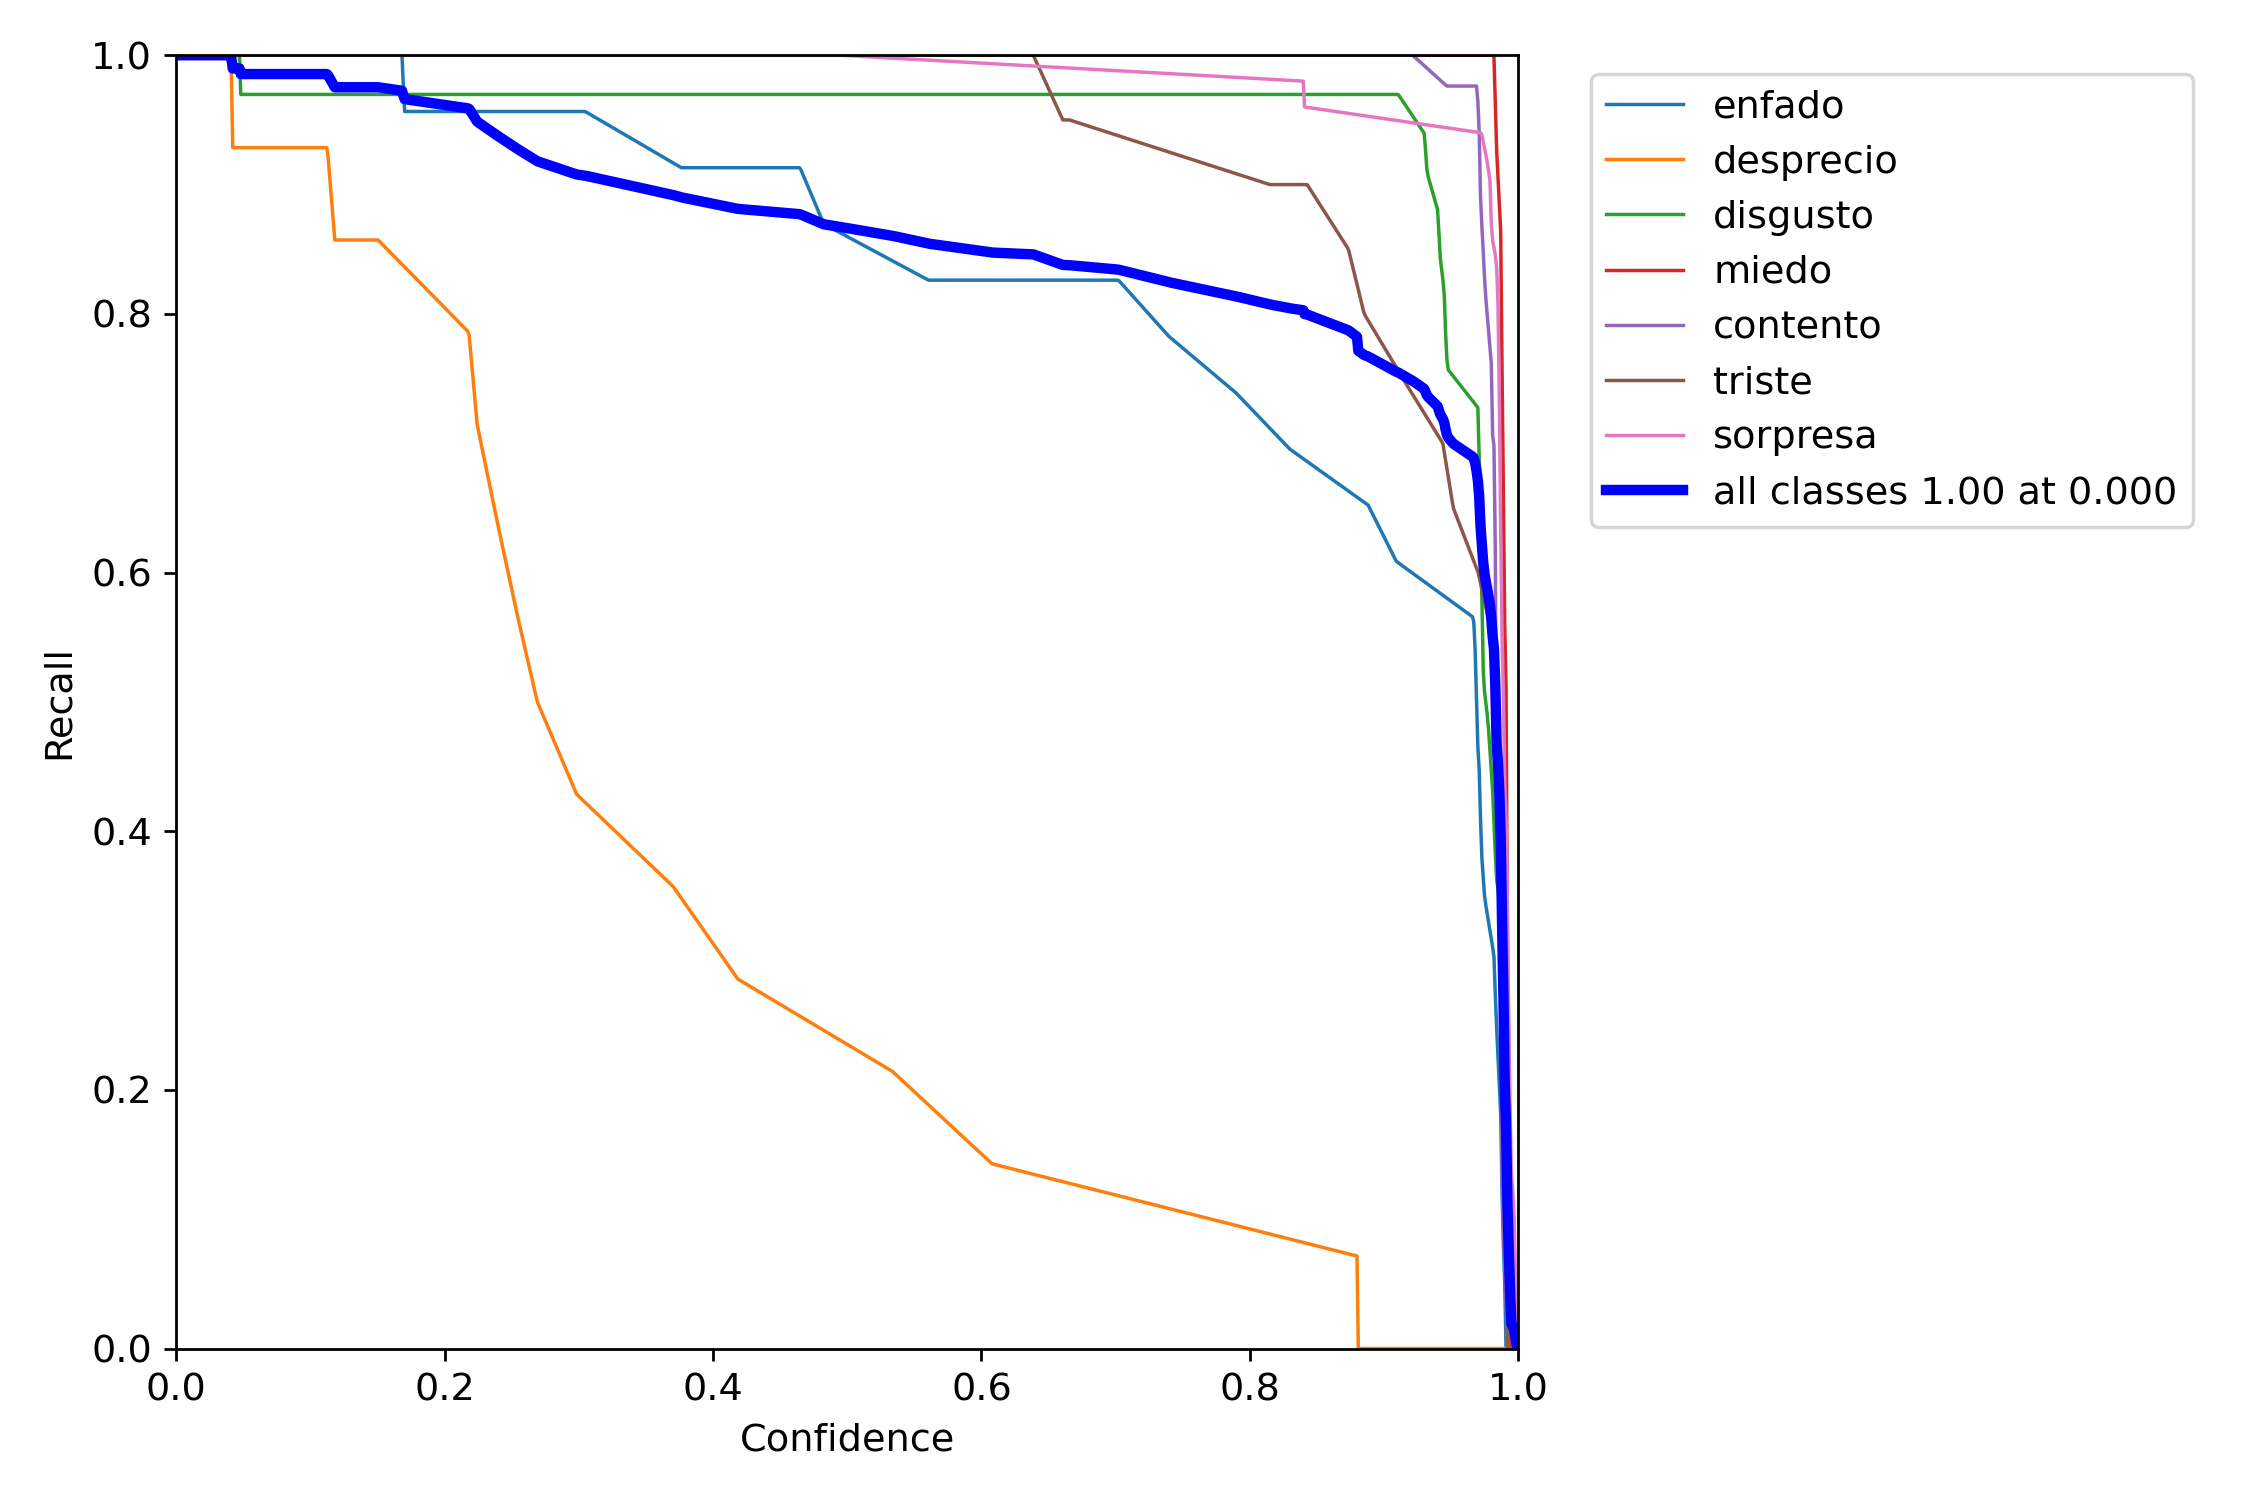 1.0
0.8
0.6
0.4
0.2
0.0
Recall
0.0 0.2 0.4 0.6 0.8 1.0
Confidence
enfado
desprecio
disgusto
miedo
contento
triste
sorpresa
all classes 1.00 at 0.000